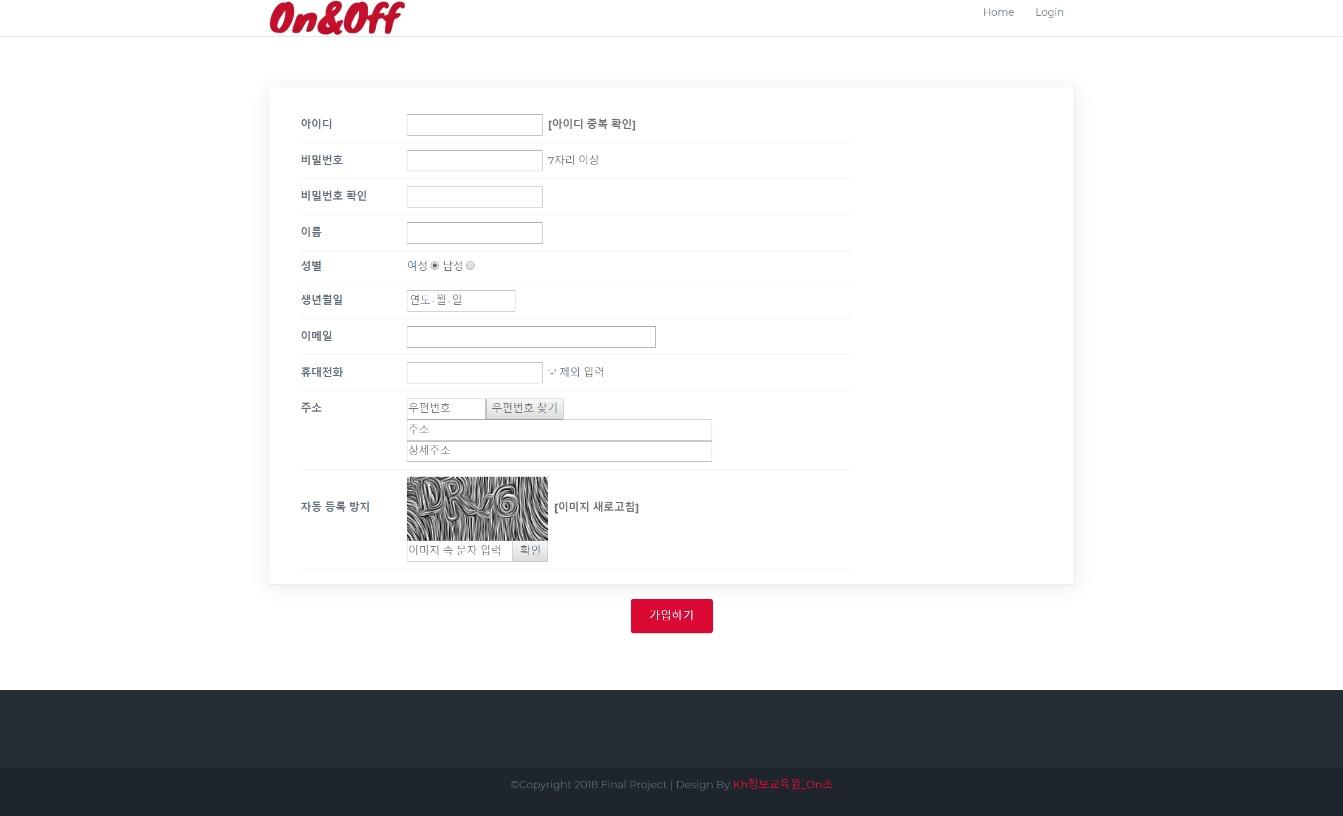 On&Off
Home Login
아이디 [아이디 중복 확인]
비밀번호 7자리 이상
비밀번호 확인
이름
성별 여성 남성
생년월일 연도-월-일
이메일
휴대전화 '-' 제외 입력
주소 우편번호 우편번호 찾기
주소
상세주소
자동 등록 방지 [이미지 새로고침]
이미지 속 문자 입력 확인
가입하기
©Copyright 2018 Final Project | Design By Kh정보교육원_On소